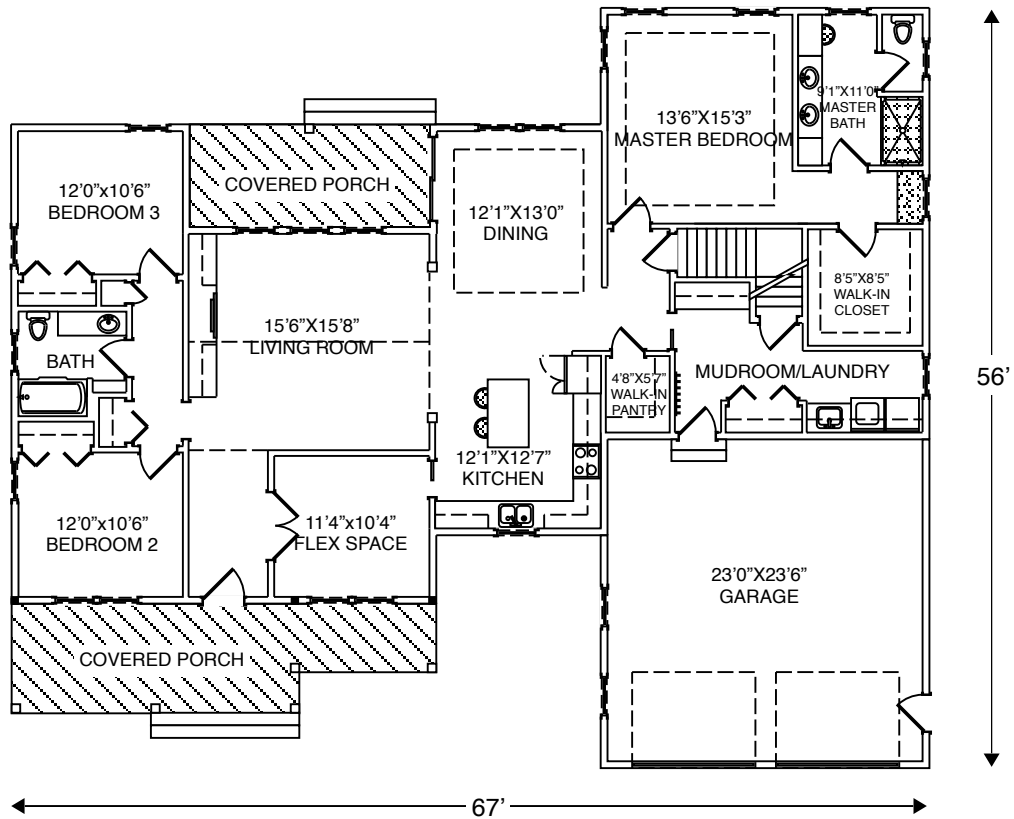 9'1"X11'0"
MASTER
BATH
13'6"X15'3"
MASTER BEDROOM
12'0"x10'6"
BEDROOM 3
COVERED PORCH
12'1"X13'0"
DINING
8'5"X8'5"
WALK-IN
CLOSET
15'6"X15'8"
LIVING ROOM
BATH
4'8"X5'7"
WALK-IN
PANTRY
MUDROOM/LAUNDRY
56'
12'1"X12'7"
KITCHEN
12'0"x10'6"
BEDROOM 2
11'4"x10'4"
FLEX SPACE
23'0"X23'6"
GARAGE
COVERED PORCH
67'